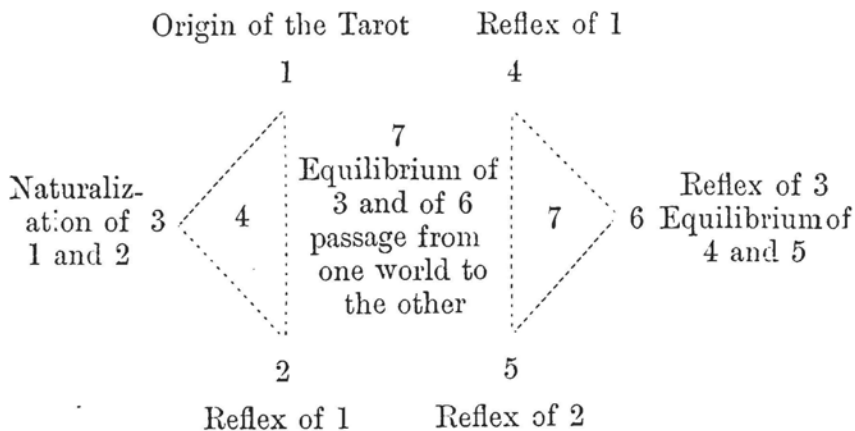 Origin of the Tarot Reflex of 1
1 4
7
Equilibrium of
3 and of 6
passage from
one world to
the other
Naturaliz-
ation of
1 and 2
3
4
7
6
Reflex of 3
Equilibrium of
4 and 5
2 5
Reflex of 1 Reflex of 2